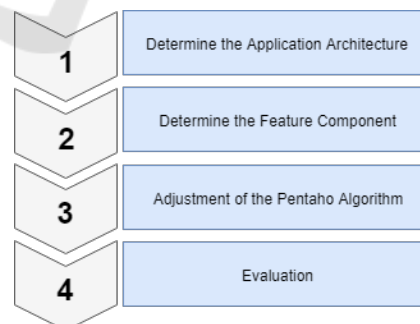 1 Determine the Application Architecture
2 Determine the Feature Component
3 Adjustment of the Pentaho Algorithm
4 Evaluation